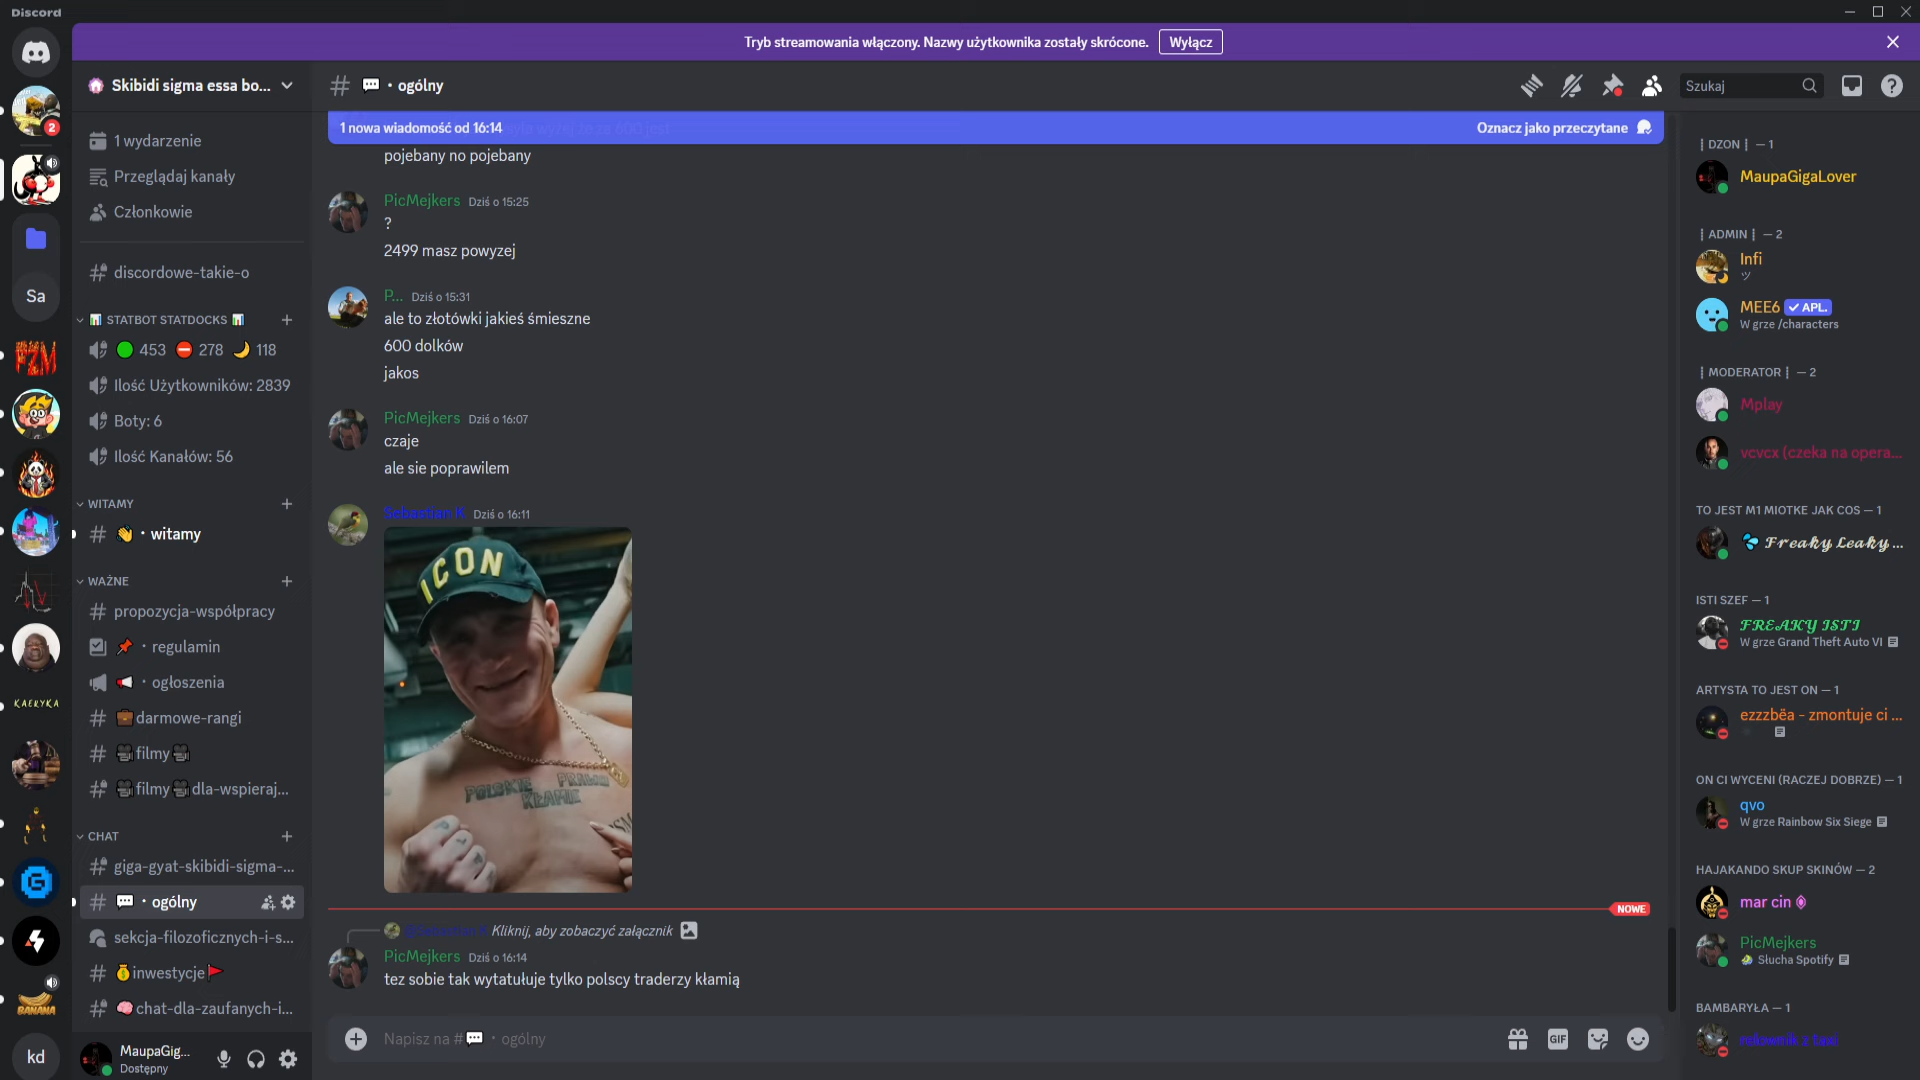 Discord
Tryb streamowania włączony. Nazwy użytkownika zostały skrócone.
Wyłącz
Skibidi sigma essa bo...
• ogólny
Szukaj
2
1 wydarzenie
Przeglądaj kanały
Członkowie
discordowe-takie-o
Sa
STATBOT STATDOCKS
453 278 118
Ilość Użytkowników: 2839
Boty: 6
Ilość Kanałów: 56
WITAMY
• witamy
WAŻNE
propozycja-współpracy
• regulamin
• ogłoszenia
KAERYKA
darmowe-rangi
filmy
filmy dla-wspieraj...
CHAT
giga-gyat-skibidi-sigma-...
• ogólny
sekcja-filozoficznych-i-s...
inwestycje
chat-dla-zaufanych-i...
BANANA
kd
MaupaGig...
Dostępny
1 nowa wiadomość od 16:14
Oznacz jako przeczytane
pojebany no pojebany
PicMejkers Dziś o 15:25
?
2499 masz powyzej
P... Dziś o 15:31
ale to złotówki jakieś śmieszne
600 dolków
jakos
PicMejkers Dziś o 16:07
czaje
ale sie poprawilem
Sebastian K Dziś o 16:11
ICON
POLSKIE PRAWO
KŁAMIE
NOWE
Kliknij, aby zobaczyć załącznik
PicMejkers Dziś o 16:14
tez sobie tak wytatułuje tylko polscy traderzy kłamią
Napisz na # • ogólny
GIF
┋DZON┋ — 1
MaupaGigaLover
┋ADMIN┋ — 2
Infi
ツ
MEE6 APL.
W grze /characters
┋MODERATOR┋ — 2
Mplay
vcvcx (czeka na opera...
TO JEST M1 MIOTKE JAK COS — 1
𝓕𝓻𝓮𝓪𝓴𝔂 𝓛𝓮𝓪𝓴𝔂 ...
ISTI SZEF — 1
𝓕𝓡𝓔𝓐𝓚𝓨 𝓘𝓢𝓣𝓘
W grze Grand Theft Auto VI
ARTYSTA TO JEST ON — 1
ezzzbëa - zmontuje ci ...
ON CI WYCENI (RACZEJ DOBRZE) — 1
qvo
W grze Rainbow Six Siege
HAJAKANDO SKUP SKINÓW — 2
mar cin
PicMejkers
Słucha Spotify
BAMBARYŁA — 1